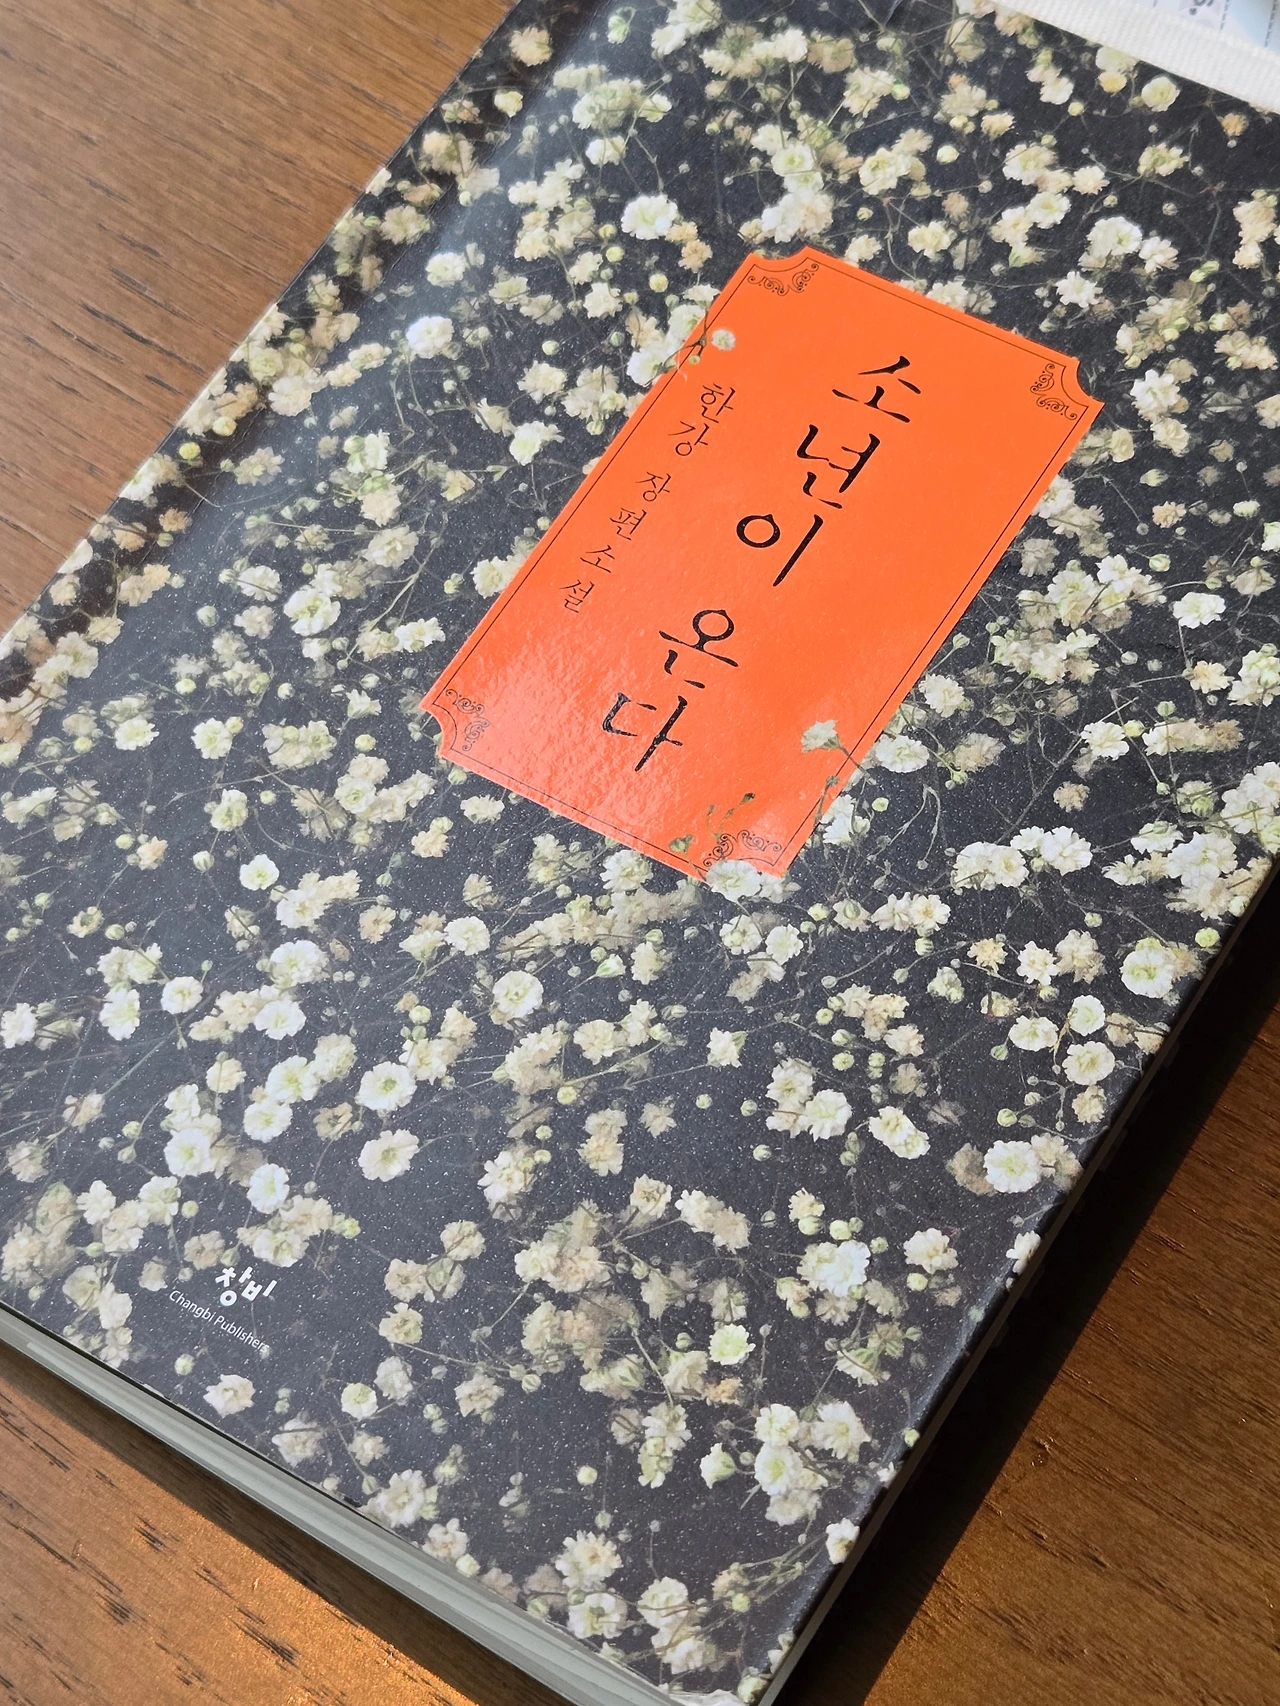 소년이 온다
한강 장편소설
창비
Changbi Publishers